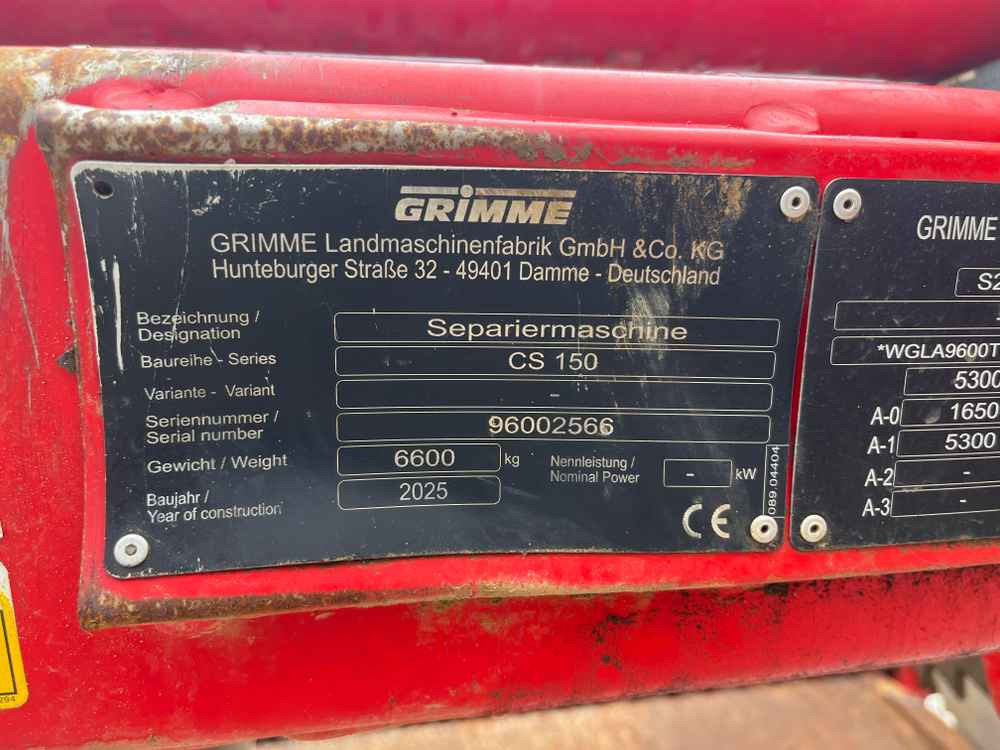 GRIMME
GRIMME Landmaschinenfabrik GmbH & Co. KG
Hunteburger Straße 32 - 49401 Damme - Deutschland
Bezeichnung /
Designation
Separiermaschine
Baureihe - Series
CS 150
Variante - Variant
-
Seriennummer /
Serial number
96002566
Gewicht / Weight
6600 kg
Nennleistung /
Nominal Power
- kW
Baujahr /
Year of construction
2025
CE
089.04404
GRIMME
S2
*WGLA9600T
5300
A-0 1650
A-1 5300
A-2 -
A-3 -
294